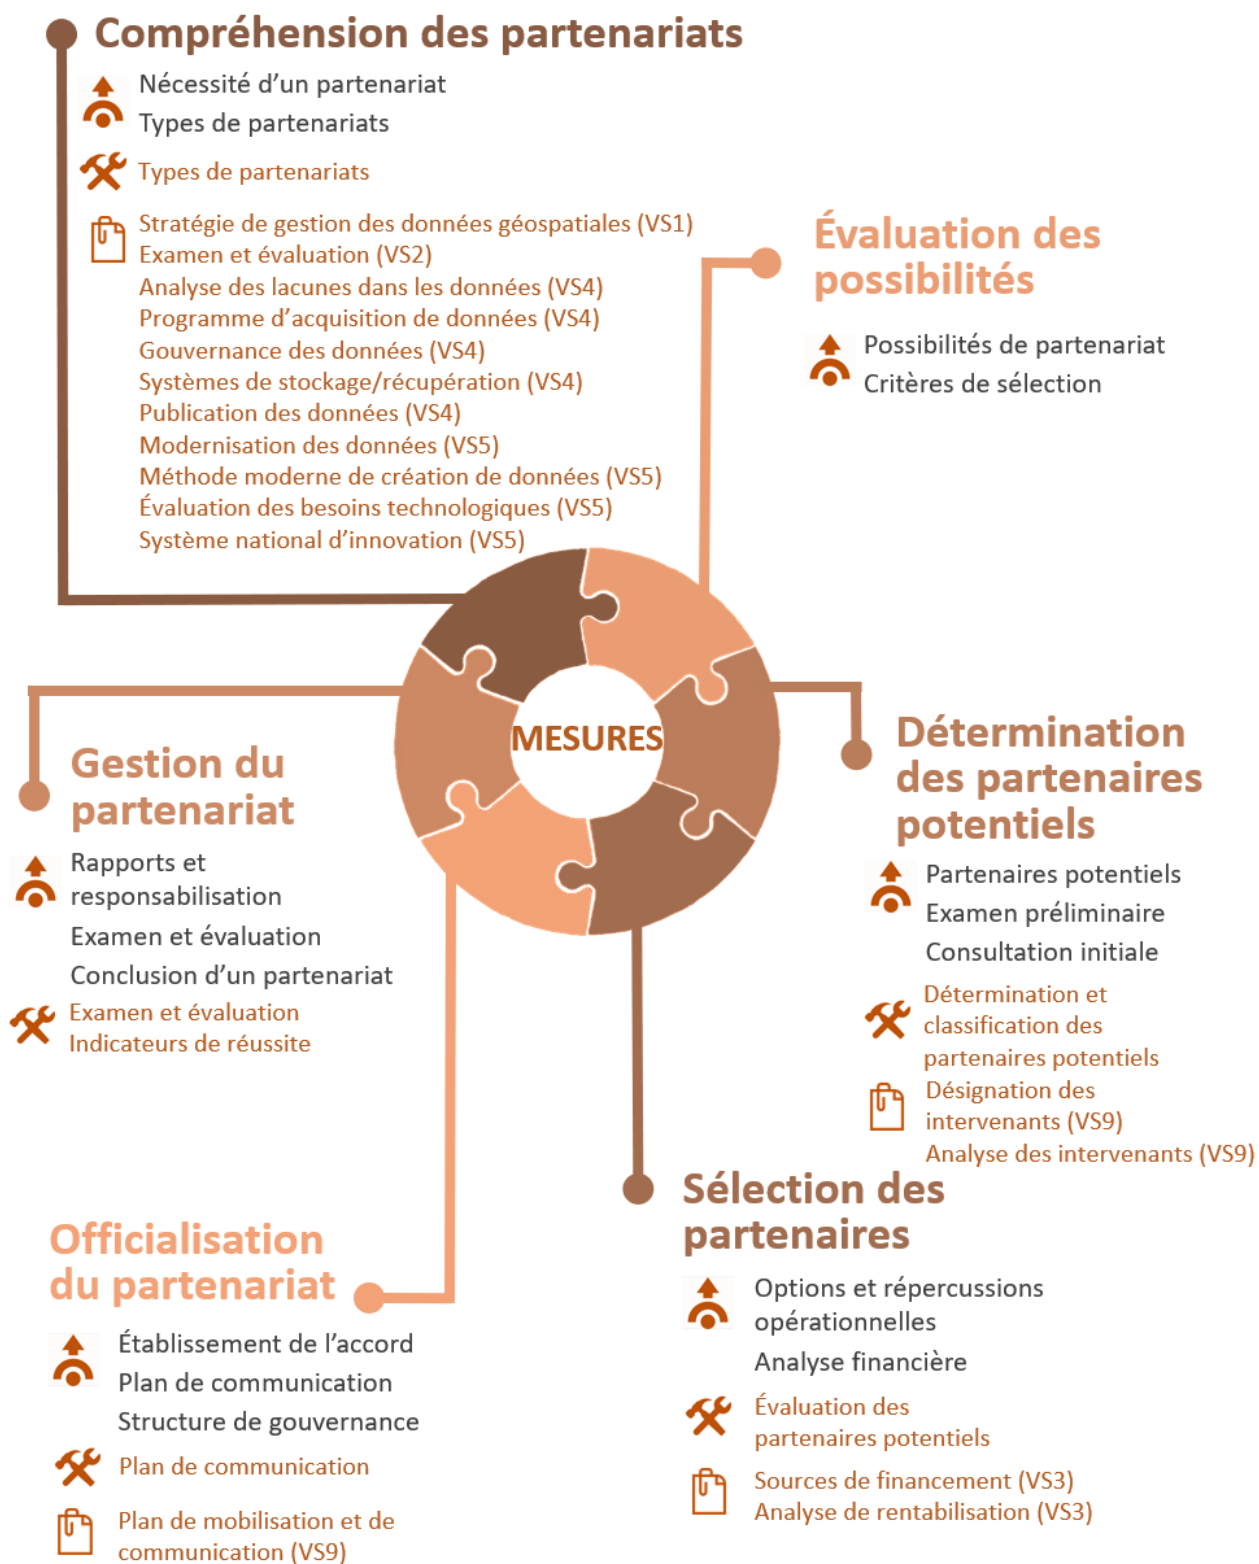 Compréhension des partenariats
Nécessité d’un partenariat
Types de partenariats
Types de partenariats
Stratégie de gestion des données géospatiales (VS1)
Examen et évaluation (VS2)
Analyse des lacunes dans les données (VS4)
Programme d’acquisition de données (VS4)
Gouvernance des données (VS4)
Systèmes de stockage/récupération (VS4)
Publication des données (VS4)
Modernisation des données (VS5)
Méthode moderne de création de données (VS5)
Évaluation des besoins technologiques (VS5)
Système national d’innovation (VS5)
Évaluation des
possibilités
Possibilités de partenariat
Critères de sélection
MESURES
Détermination
des partenaires
potentiels
Partenaires potentiels
Examen préliminaire
Consultation initiale
Détermination et
classification des
partenaires potentiels
Désignation des
intervenants (VS9)
Analyse des intervenants (VS9)
Sélection des
partenaires
Options et répercussions
opérationnelles
Analyse financière
Évaluation des
partenaires potentiels
Sources de financement (VS3)
Analyse de rentabilisation (VS3)
Officialisation
du partenariat
Établissement de l’accord
Plan de communication
Structure de gouvernance
Plan de communication
Plan de mobilisation et de
communication (VS9)
Gestion du
partenariat
Rapports et
responsabilisation
Examen et évaluation
Conclusion d’un partenariat
Examen et évaluation
Indicateurs de réussite